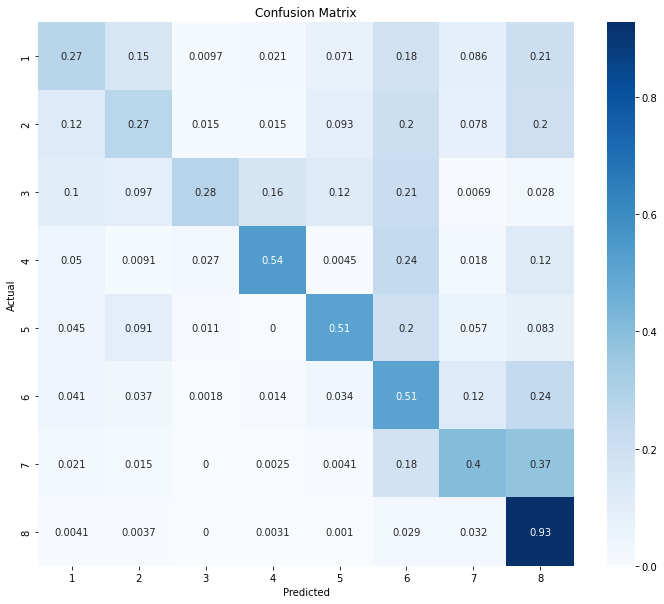 Confusion Matrix
1 0.27 0.15 0.0097 0.021 0.071 0.18 0.086 0.21
2 0.12 0.27 0.015 0.015 0.093 0.2 0.078 0.2
3 0.1 0.097 0.28 0.16 0.12 0.21 0.0069 0.028
4 0.05 0.0091 0.027 0.54 0.0045 0.24 0.018 0.12
5 0.045 0.091 0.011 0 0.51 0.2 0.057 0.083
6 0.041 0.037 0.0018 0.014 0.034 0.51 0.12 0.24
7 0.021 0.015 0 0.0025 0.0041 0.18 0.4 0.37
8 0.0041 0.0037 0 0.0031 0.001 0.029 0.032 0.93
1 2 3 4 5 6 7 8
Predicted
Actual
0.8
0.6
0.4
0.2
0.0